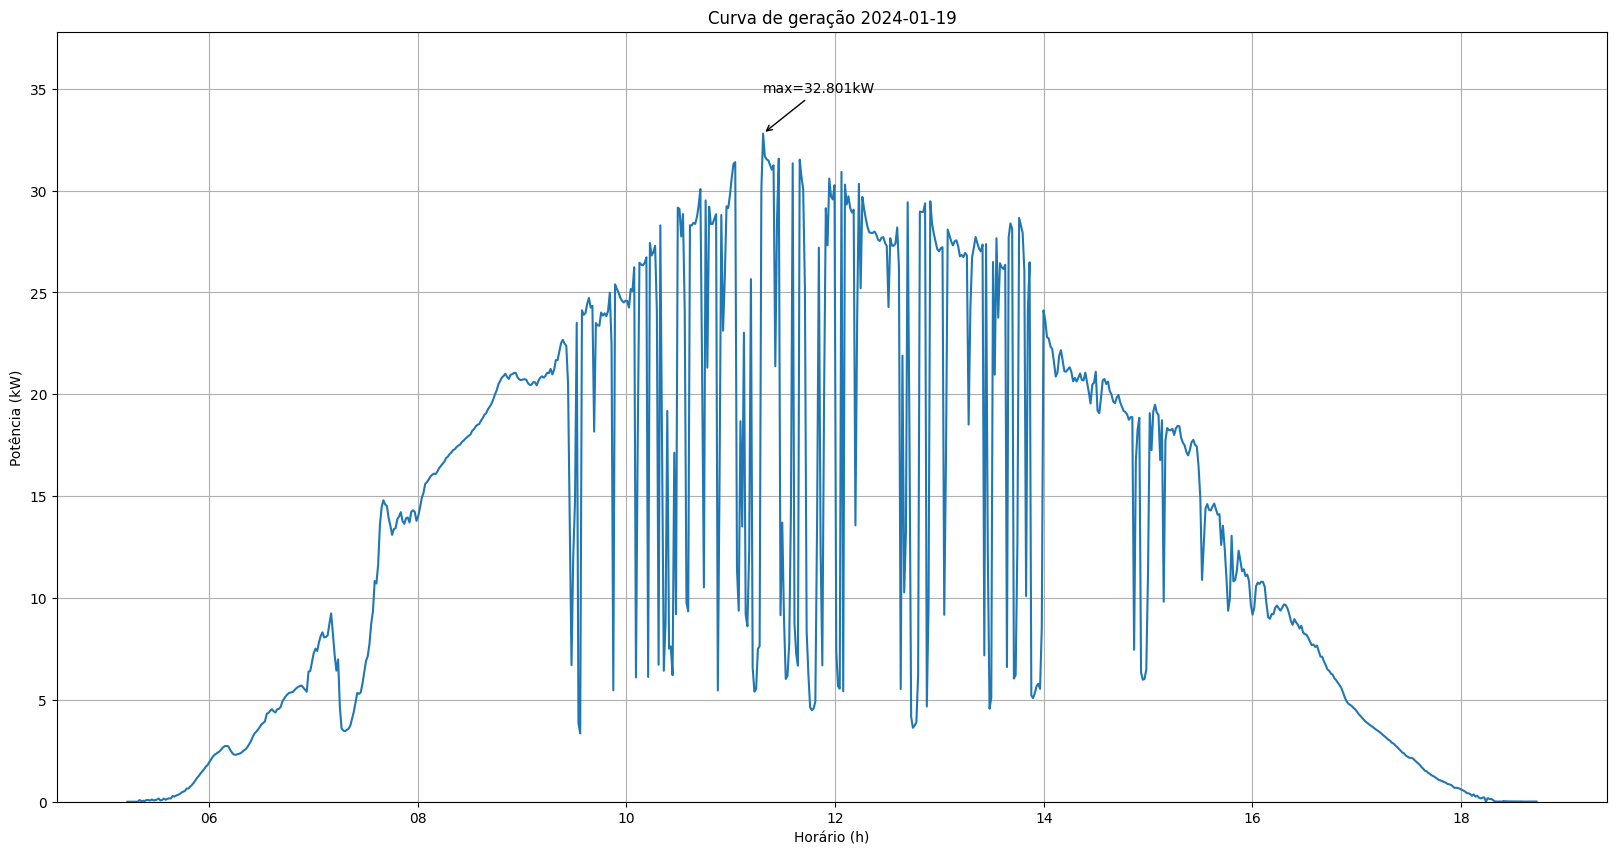 Curva de geração 2024-01-19
max=32.801kW
35
30
25
20
15
10
5
0
Potência (kW)
06 08 10 12 14 16 18
Horário (h)